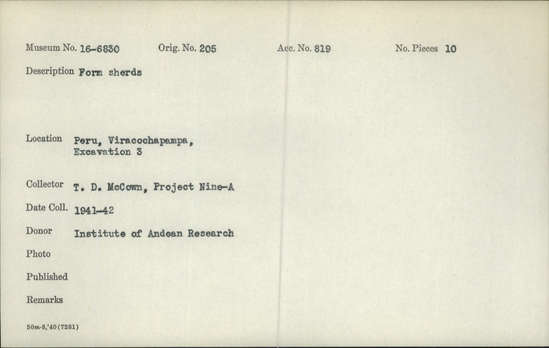 Museum No. 16-6830 Orig. No. 205 Acc. No. 819 No. Pieces 10
Description Form sherds
Location Peru, Viracochapampa,
Excavation 3
Collector T. D. McCown, Project Nine-A
Date Coll. 1941-42
Donor Institute of Andean Research
Photo
Published
Remarks
50m-8,'40(7281)